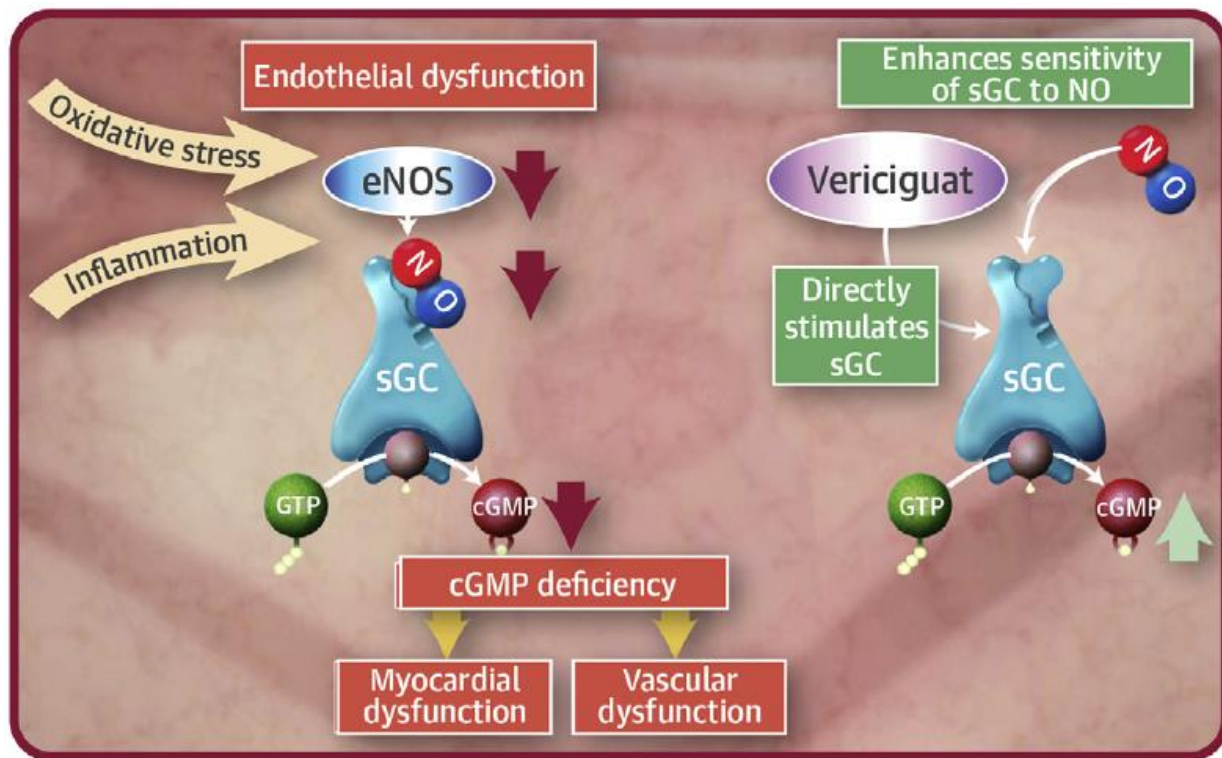 Endothelial dysfunction
Oxidative stress
Inflammation
eNOS
N
O
sGC
GTP
cGMP
cGMP deficiency
Myocardial
dysfunction
Vascular
dysfunction
Enhances sensitivity
of sGC to NO
Vericiguat
N
O
Directly
stimulates
sGC
sGC
GTP
cGMP